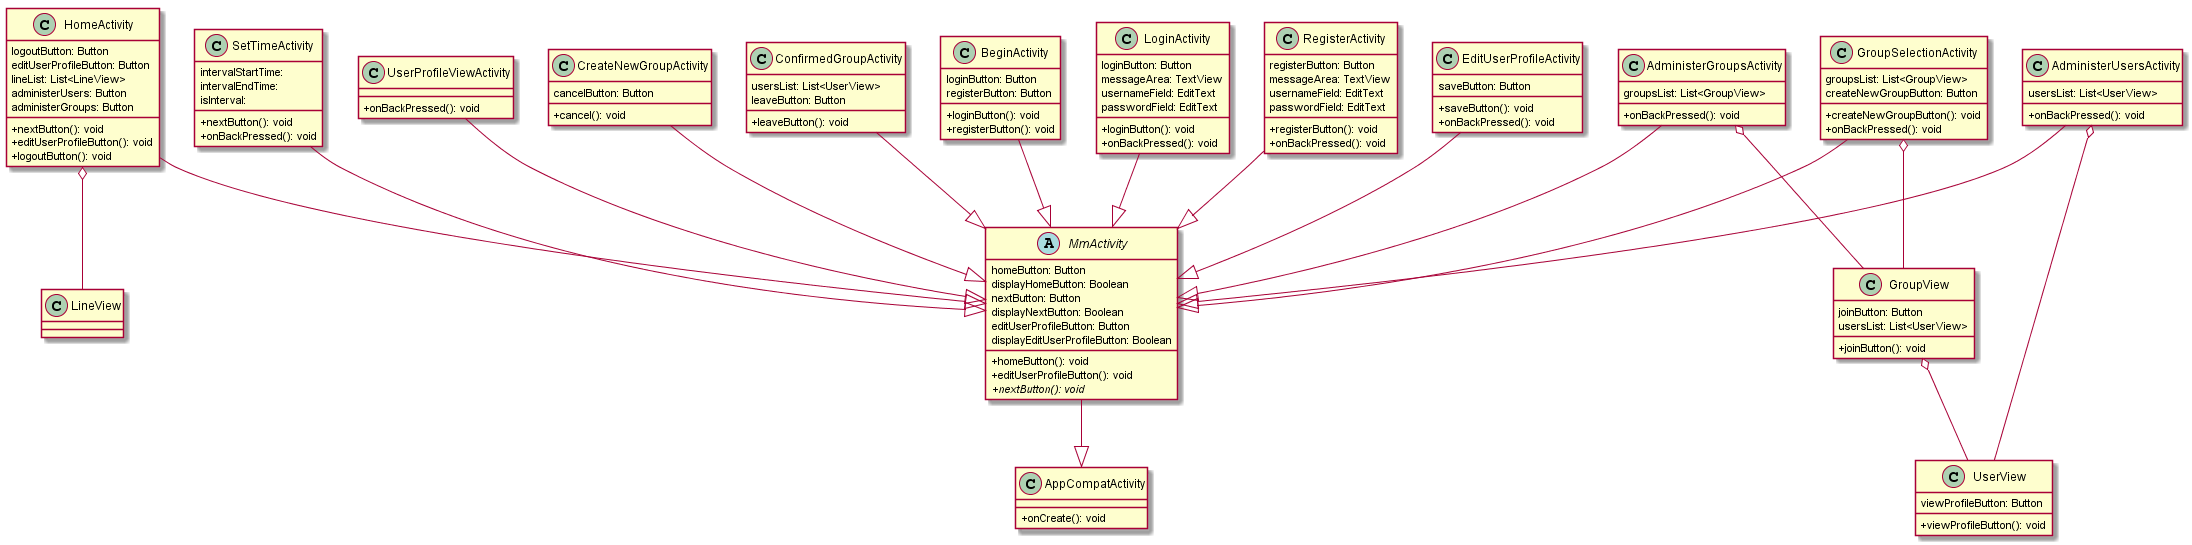 C HomeActivity
logoutButton: Button
editUserProfileButton: Button
lineList: List<LineView>
administerUsers: Button
administerGroups: Button
+nextButton(): void
+editUserProfileButton(): void
+logoutButton(): void
C SetTimeActivity
intervalStartTime:
intervalEndTime:
isInterval:
+nextButton(): void
+onBackPressed(): void
C UserProfileViewActivity
+onBackPressed(): void
C CreateNewGroupActivity
cancelButton: Button
+cancel(): void
C ConfirmedGroupActivity
usersList: List<UserView>
leaveButton: Button
+leaveButton(): void
C BeginActivity
loginButton: Button
registerButton: Button
+loginButton(): void
+registerButton(): void
C LoginActivity
loginButton: Button
messageArea: TextView
usernameField: EditText
passwordField: EditText
+loginButton(): void
+onBackPressed(): void
C RegisterActivity
registerButton: Button
messageArea: TextView
usernameField: EditText
passwordField: EditText
+registerButton(): void
+onBackPressed(): void
C EditUserProfileActivity
saveButton: Button
+saveButton(): void
+onBackPressed(): void
C AdministerGroupsActivity
groupsList: List<GroupView>
+onBackPressed(): void
C GroupSelectionActivity
groupsList: List<GroupView>
createNewGroupButton: Button
+createNewGroupButton(): void
+onBackPressed(): void
C AdministerUsersActivity
usersList: List<UserView>
+onBackPressed(): void
C LineView
A MmActivity
homeButton: Button
displayHomeButton: Boolean
nextButton: Button
displayNextButton: Boolean
editUserProfileButton: Button
displayEditUserProfileButton: Boolean
+homeButton(): void
+editUserProfileButton(): void
+nextButton(): void
C GroupView
joinButton: Button
usersList: List<UserView>
+joinButton(): void
C AppCompatActivity
+onCreate(): void
C UserView
viewProfileButton: Button
+viewProfileButton(): void